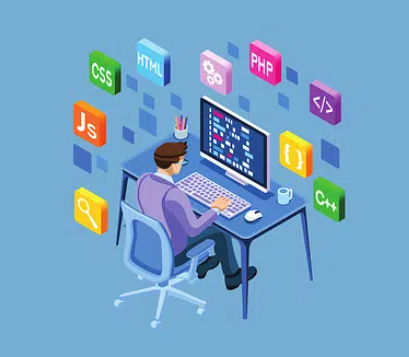 HTML
PHP
CSS
</>
Js
{}
C++